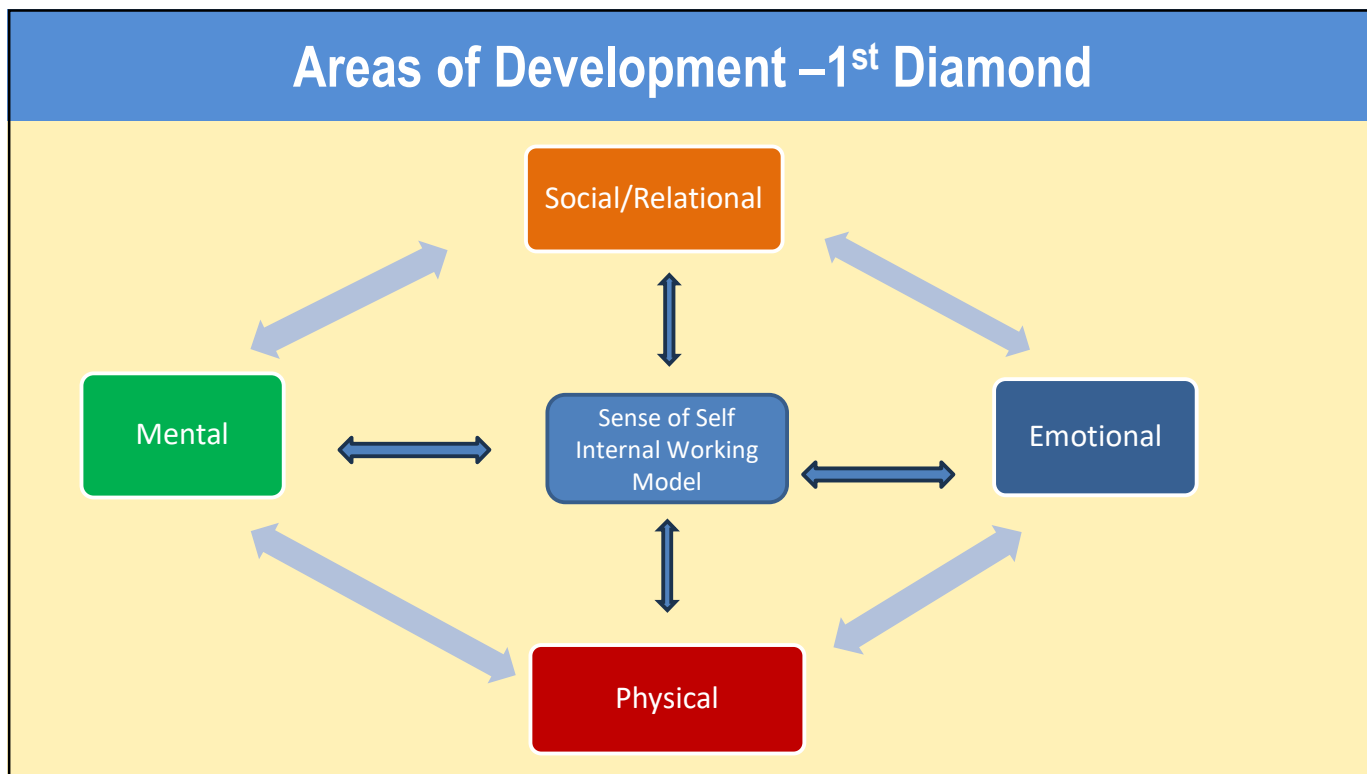 Areas of Development –1st Diamond
Social/Relational
Mental
Sense of Self
Internal Working
Model
Emotional
Physical